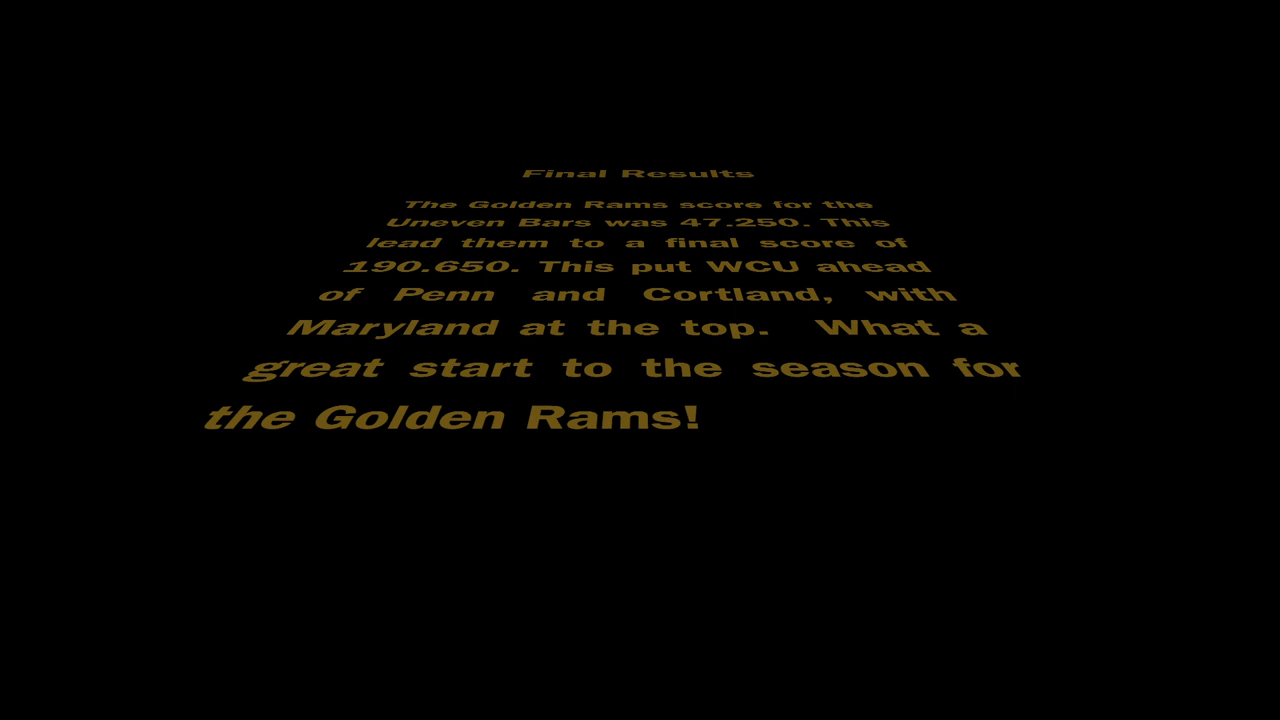 Final Results
The Golden Rams score for the
Uneven Bars was 47.250. This
lead them to a final score of
190.650. This put WCU ahead
of Penn and Cortland, with
Maryland at the top. What a
great start to the season for
the Golden Rams!